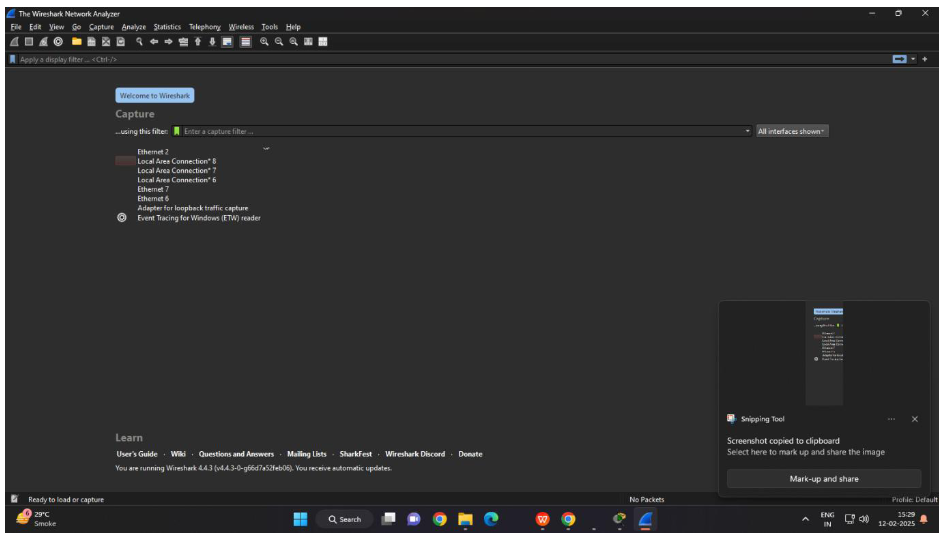 The Wireshark Network Analyzer
File Edit View Go Capture Analyze Statistics Telephony Wireless Tools Help
Apply a display filter ... <Ctrl-/>
Welcome to Wireshark
Capture
...using this filter: Enter a capture filter ... All interfaces shown
Ethernet 2
Local Area Connection* 8
Local Area Connection* 7
Local Area Connection* 6
Ethernet 7
Ethernet 6
Adapter for loopback traffic capture
Event Tracing for Windows (ETW) reader
Snipping Tool
Screenshot copied to clipboard
Select here to mark up and share the image
Mark-up and share
Learn
User's Guide · Wiki · Questions and Answers · Mailing Lists · SharkFest · Wireshark Discord · Donate
You are running Wireshark 4.4.3 (v4.4.3-0-g66d7a52feb06). You receive automatic updates.
Ready to load or capture No Packets Profile: Default
29°C
Smoke
Search
ENG
IN
15:29
12-02-2025